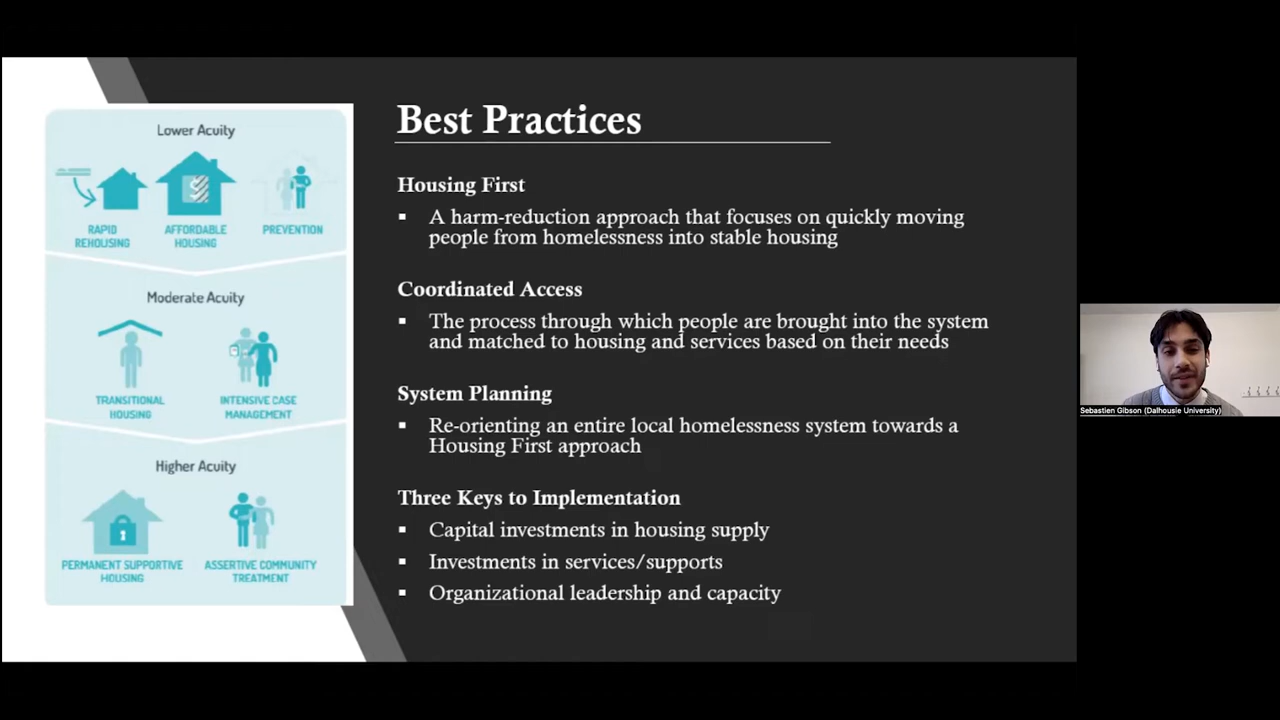 Lower Acuity
RAPID
REHOUSING
AFFORDABLE
HOUSING
PREVENTION
Moderate Acuity
TRANSITIONAL
HOUSING
INTENSIVE CASE
MANAGEMENT
Higher Acuity
PERMANENT SUPPORTIVE
HOUSING
ASSERTIVE COMMUNITY
TREATMENT
Best Practices
Housing First
▪ A harm-reduction approach that focuses on quickly moving
people from homelessness into stable housing
Coordinated Access
▪ The process through which people are brought into the system
and matched to housing and services based on their needs
System Planning
▪ Re-orienting an entire local homelessness system towards a
Housing First approach
Three Keys to Implementation
▪ Capital investments in housing supply
▪ Investments in services/supports
▪ Organizational leadership and capacity
Sebastien Gibson (Dalhousie University)